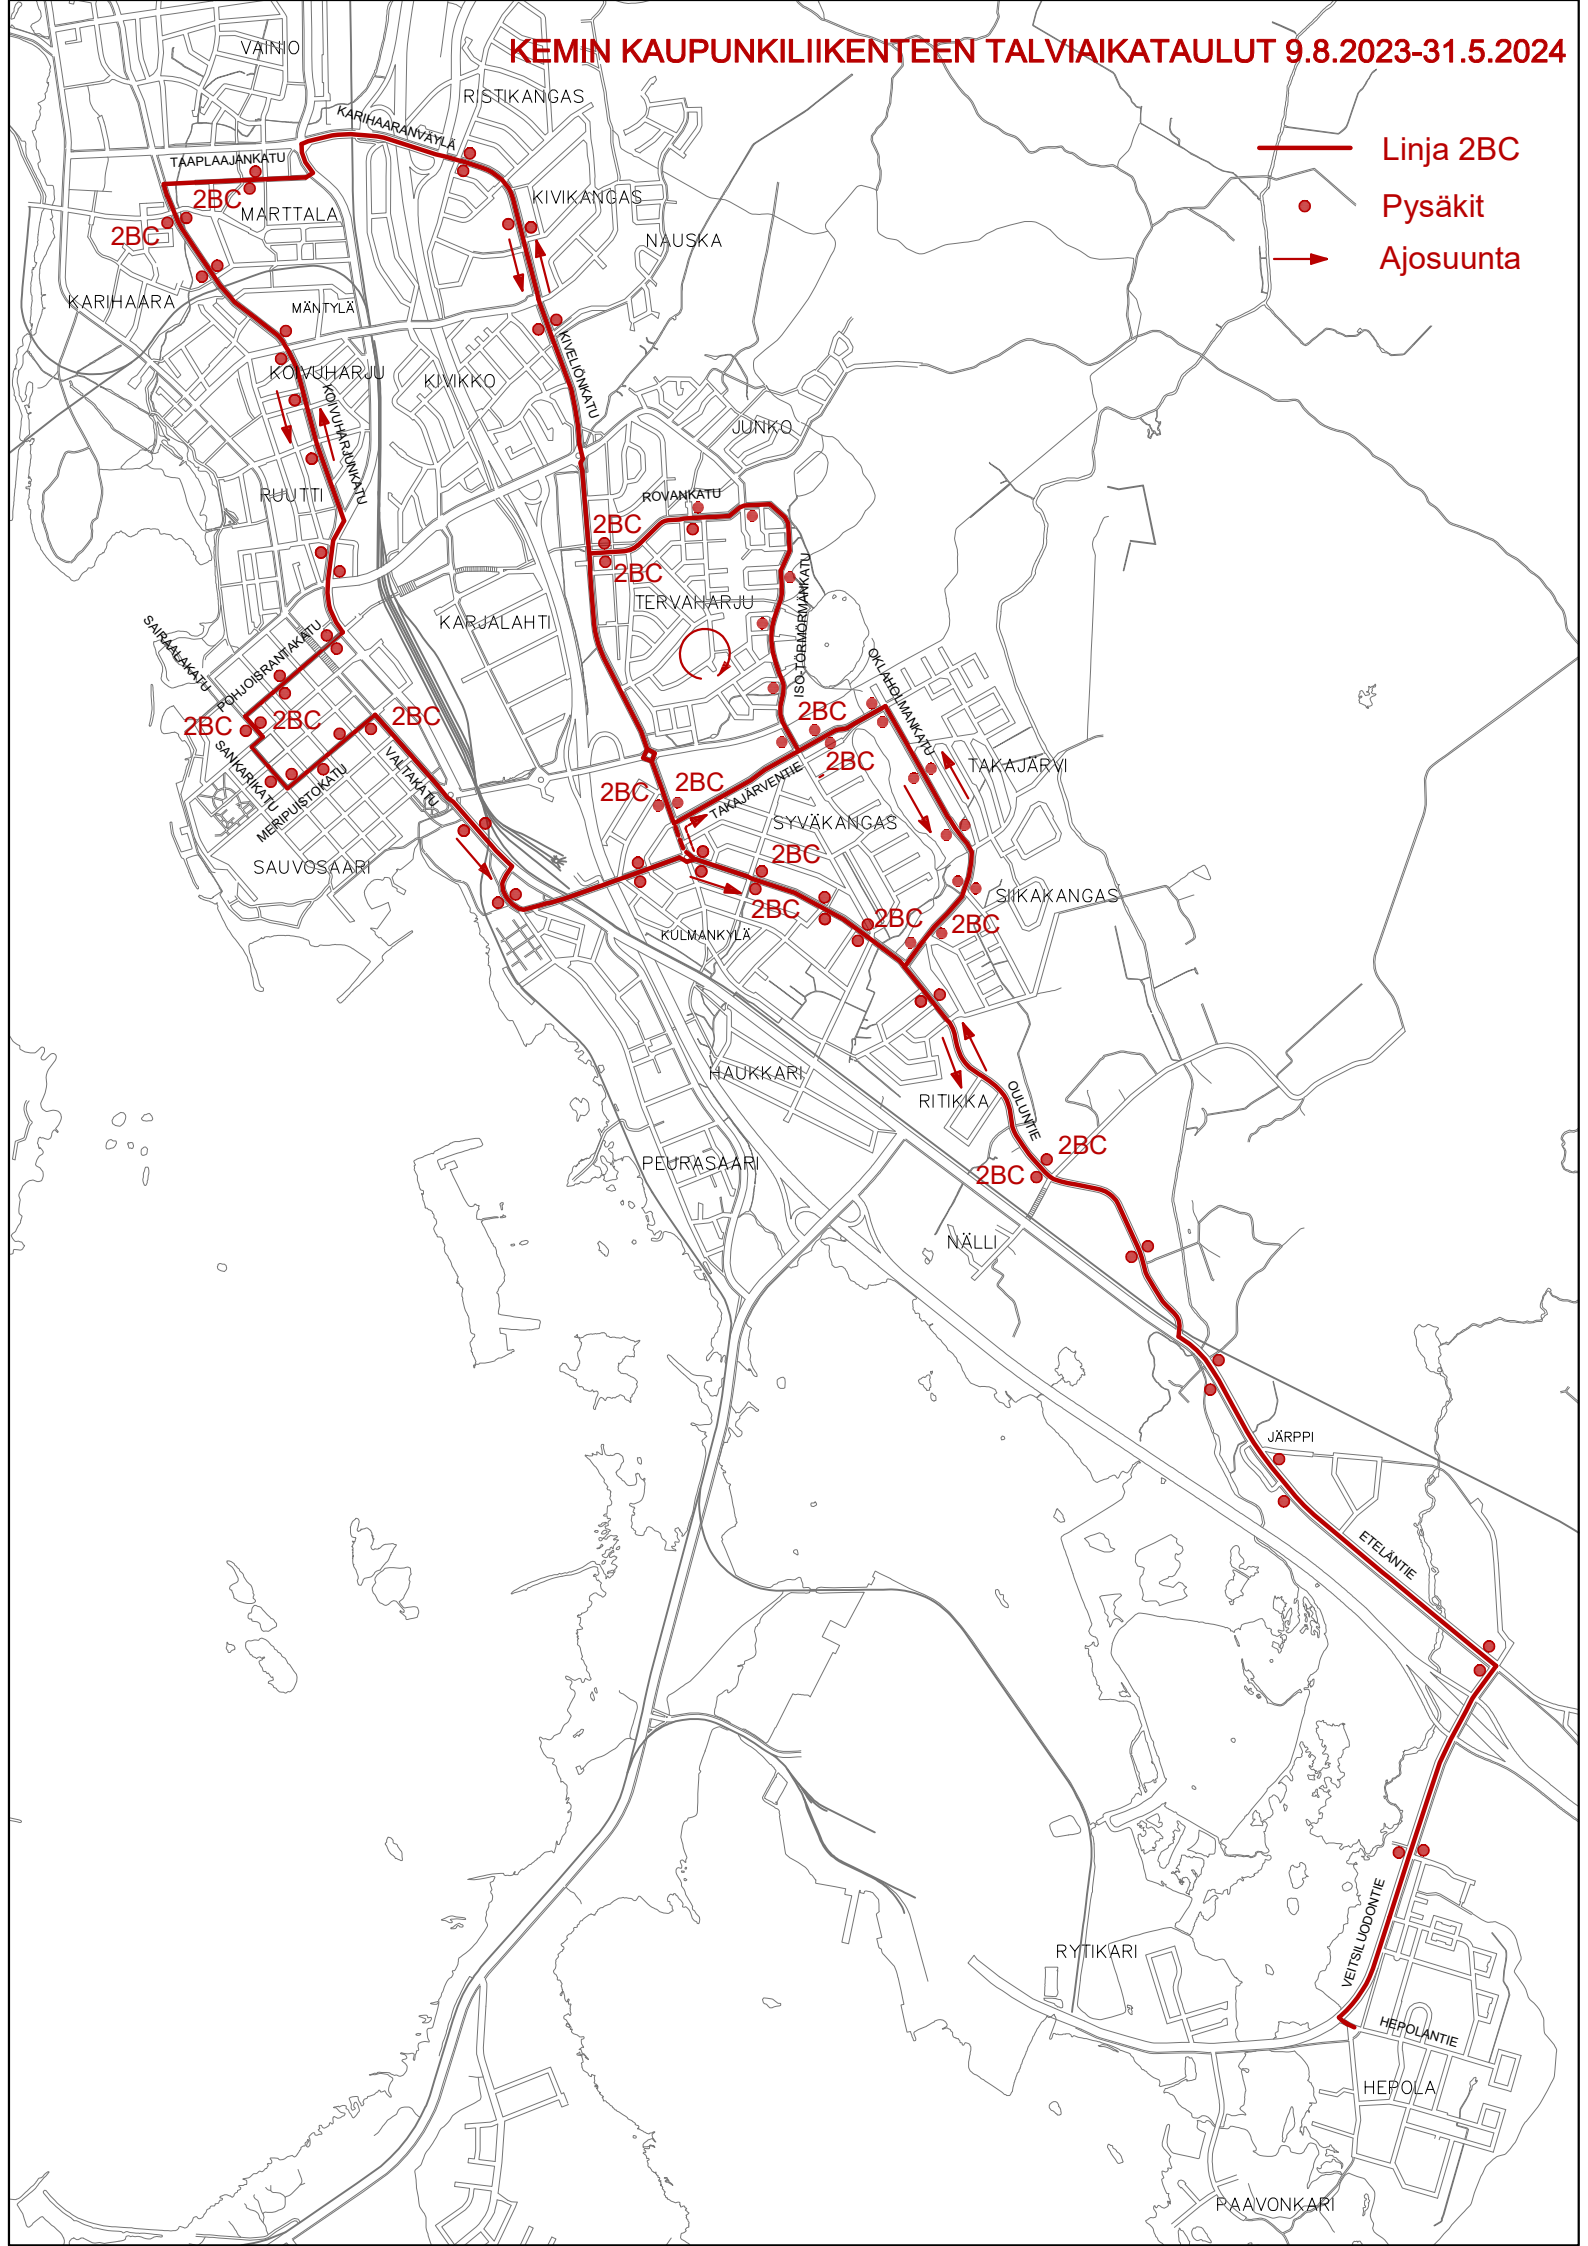 KEMIN KAUPUNKILIIKENTEEN TALVIAIKATAULUT 9.8.2023-31.5.2024
VAINIO
RISTIKANGAS
KARIHAARANVÄYLÄ
Linja 2BC
TAAPLAAJANKATU
2BC
MARTTALA
KIVIKANGAS
Pysäkit
2BC
NAUSKA
Ajosuunta
KARIHAARA
MÄNTYLÄ
KOIVUHARJU
KIVIKKO
KIVELIÖNKATU
KOIVUHARJUNKATU
JUNKO
RUUTTI
ROVANKATU
2BC
2BC
TERVAHARJU
ISO-TÖRMÖRMÄNKATU
KARJALAHTI
SAIRAALAKATU
POHJOISRANTAKATU
OKLAHOLMANKATU
2BC
2BC
2BC
2BC
SANKARIKATU
MERIPUISTOKATU
VALTAKATU
2BC
TAKAJÄRVI
2BC
2BC
TAKAJÄRVENTIE
SYVÄKANGAS
SAUVOSAARI
2BC
2BC
SIIKAKANGAS
2BC
2BC
KULMANKYLÄ
HAUKKARI
RITIKKA
OULUNTIE
2BC
2BC
PEURASAARI
NÄLLI
JÄRPPI
ETELÄNTIE
VEITSILUODONTIE
RYTIKARI
HEPOLANTIE
HEPOLA
PAAVONKARI